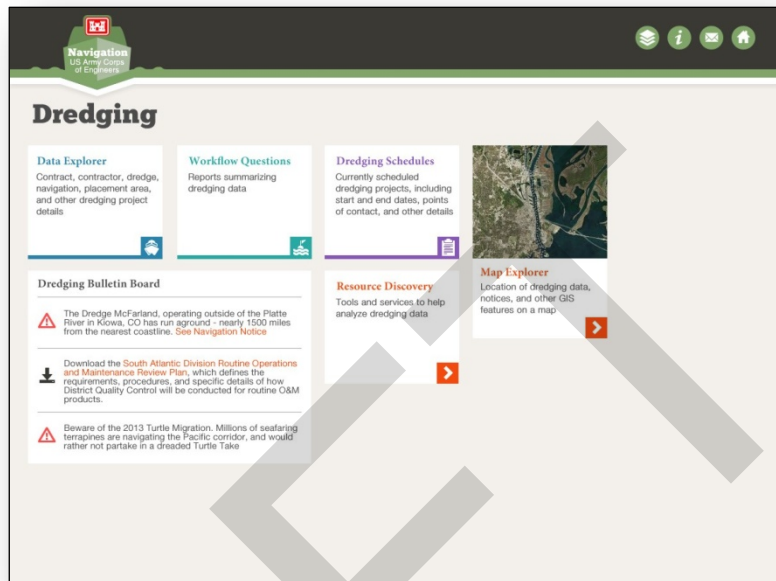 Navigation
US Army Corps
of Engineers
i
Dredging
Data Explorer
Contract, contractor, dredge,
navigation, placement area,
and other dredging project
details
Workflow Questions
Reports summarizing
dredging data
Dredging Schedules
Currently scheduled
dredging projects, including
start and end dates, points
of contact, and other details
Map Explorer
Location of dredging data,
notices, and other GIS
features on a map
Dredging Bulletin Board
The Dredge McFarland, operating outside of the Platte
River in Kiowa, CO has run aground - nearly 1500 miles
from the nearest coastline. See Navigation Notice
Download the South Atlantic Division Routine Operations
and Maintenance Review Plan, which defines the
requirements, procedures, and specific details of how
District Quality Control will be conducted for routine O&M
products.
Beware of the 2013 Turtle Migration. Millions of seafaring
terrapines are navigating the Pacific corridor, and would
rather not partake in a dreaded Turtle Take
Resource Discovery
Tools and services to help
analyze dredging data